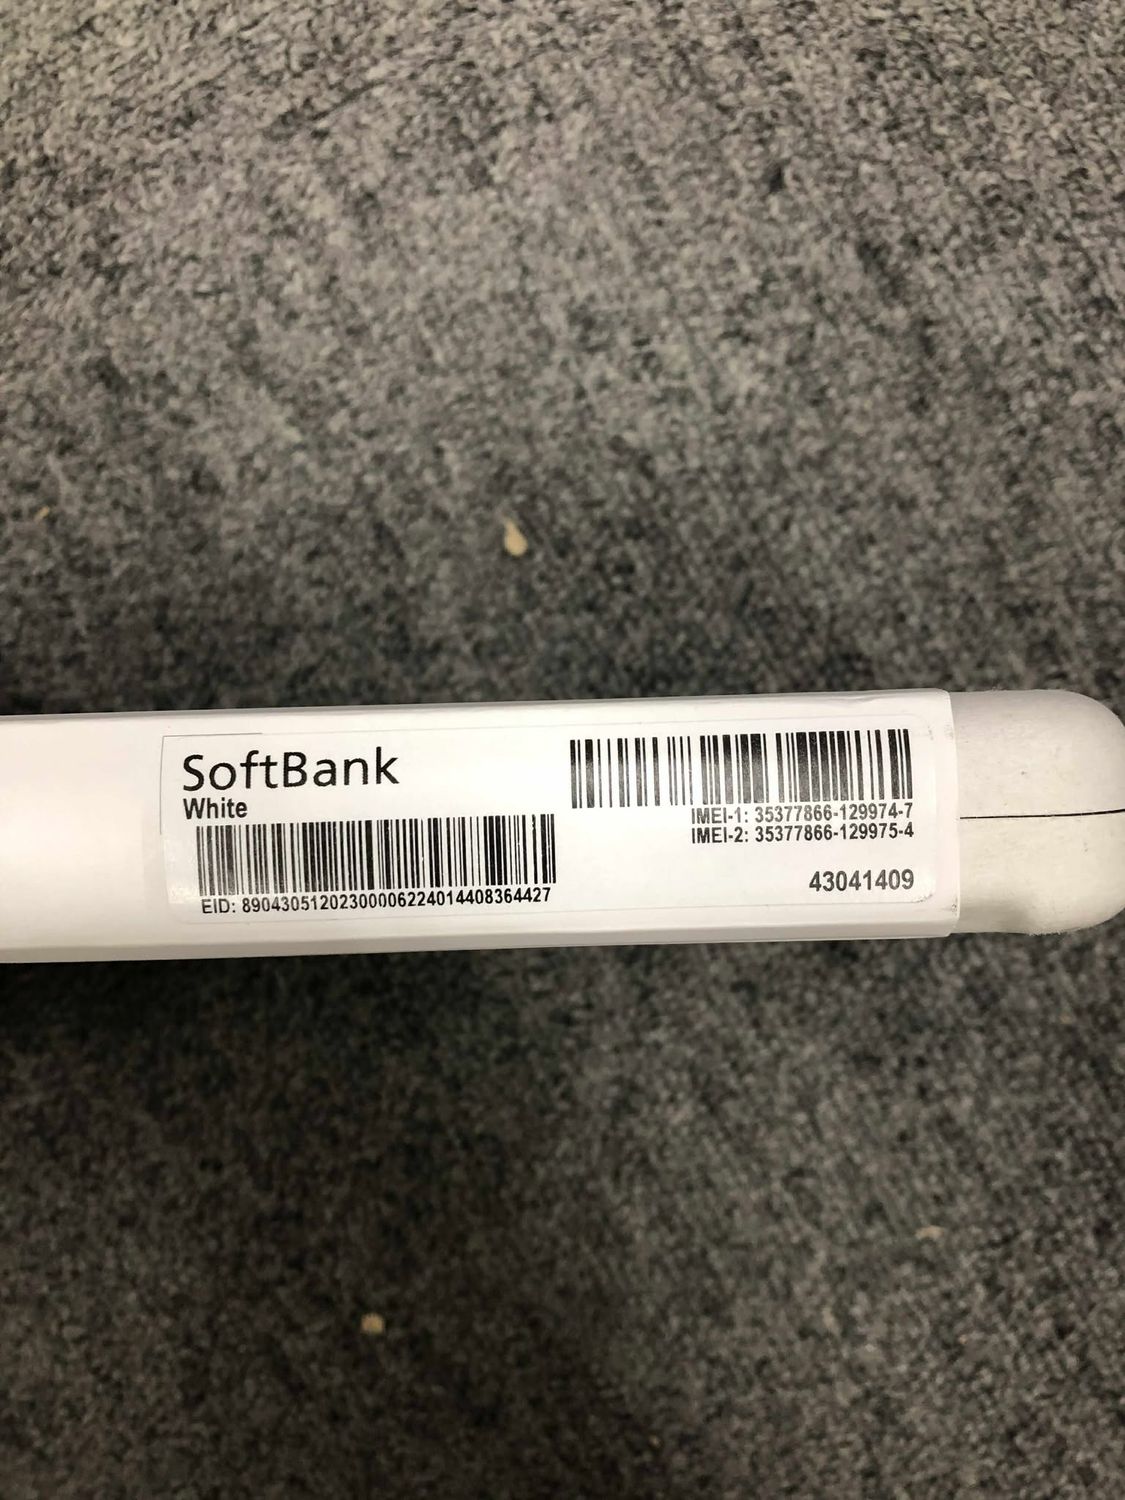 SoftBank
White
EID: 89043051202300006224014408364427
IMEI-1: 35377866-129974-7
IMEI-2: 35377866-129975-4
43041409